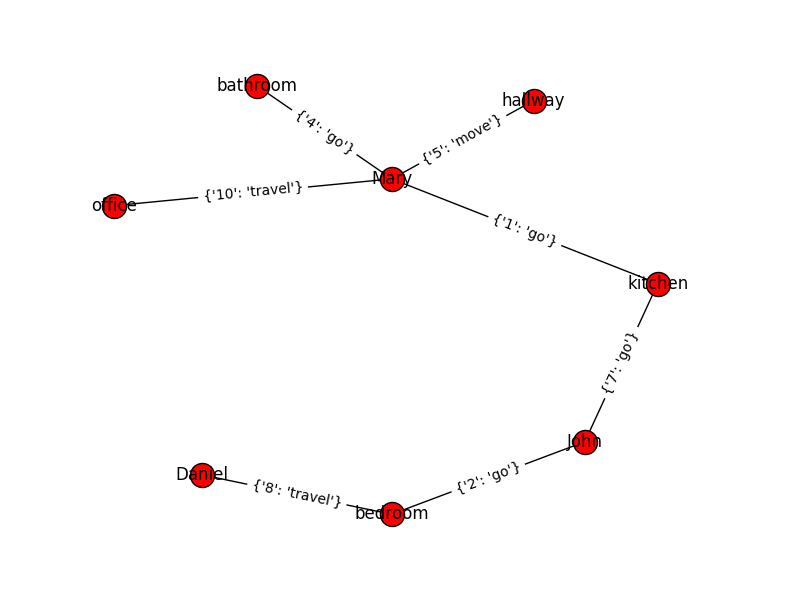 bathroom
hallway
{'4': 'go'}
{'5': 'move'}
Mary
{'10': 'travel'}
office
{'1': 'go'}
kitchen
{'7': 'go'}
John
Daniel
{'2': 'go'}
{'8': 'travel'}
bedroom